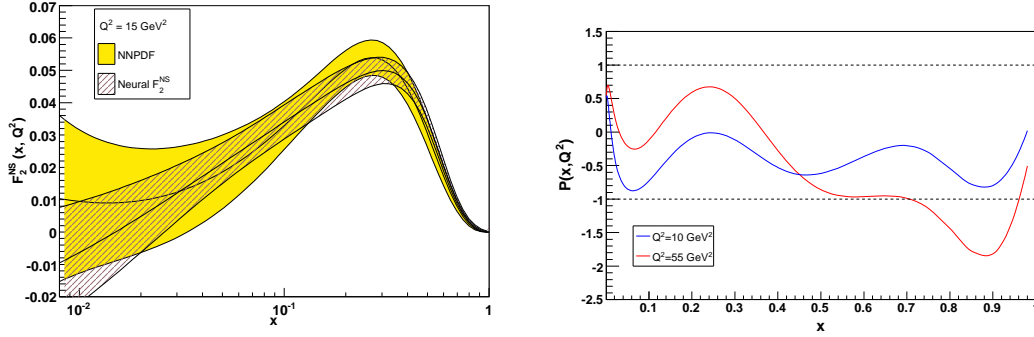 Q² = 15 GeV²
NNPDF
Neural F₂^NS
F₂^NS (x, Q²)
0.07
0.06
0.05
0.04
0.03
0.02
0.01
0
-0.01
-0.02
10⁻² 10⁻¹ 1
x
P(x,Q²)
1.5
1
0.5
0
-0.5
-1
-1.5
-2
-2.5
Q²=10 GeV²
Q²=55 GeV²
0.1 0.2 0.3 0.4 0.5 0.6 0.7 0.8 0.9 1
x